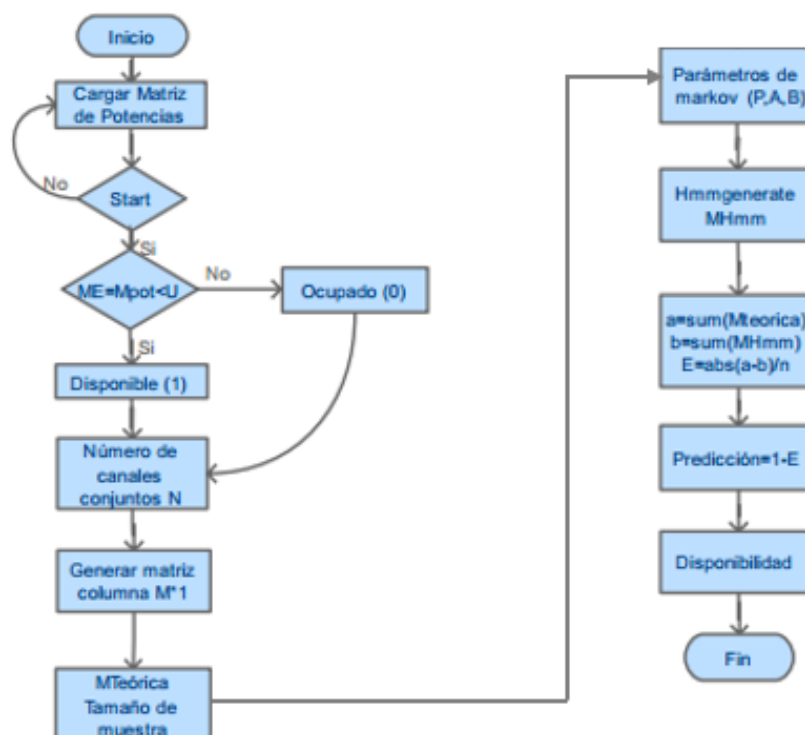 Inicio
Cargar Matriz
de Potencias
No
Start
Si
ME=Mpot<U
No
Ocupado (0)
Si
Disponible (1)
Número de
canales
conjuntos N
Generar matriz
columna M*1
MTeórica
Tamaño de
muestra
Parámetros de
markov (P,A,B)
Hmmgenerate
MHmm
a=sum(Mteorica)
b=sum(MHmm)
E=abs(a-b)/n
Predicción=1-E
Disponibilidad
Fin